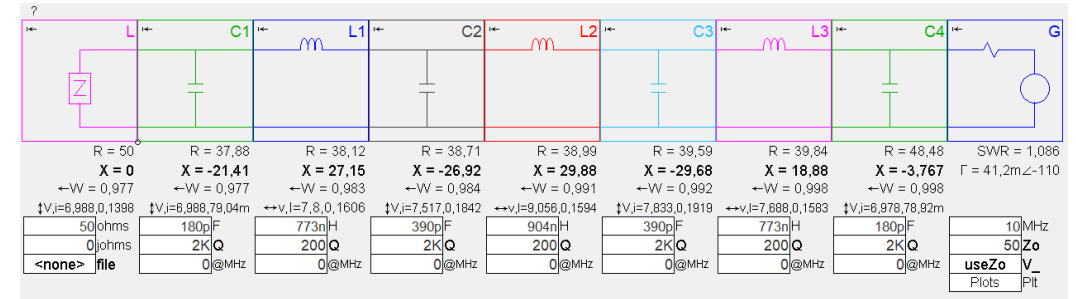 ?
L C1 L1 C2 L2 C3 L3 C4 G
Z
R = 50 R = 37,88 R = 38,12 R = 38,71 R = 38,99 R = 39,59 R = 39,84 R = 48,48 SWR = 1,086
X = 0 X = -21,41 X = 27,15 X = -26,92 X = 29,88 X = -29,68 X = 18,88 X = -3,767 Γ = 41,2m∠-110
←W = 0,977 ←W = 0,977 ←W = 0,983 ←W = 0,984 ←W = 0,991 ←W = 0,992 ←W = 0,998 ←W = 0,998
↕V,i=6,988,0,1398 ↕V,i=6,988,79,04m ↔v,I=7,8,0,1606 ↕V,i=7,517,0,1842 ↔v,I=9,056,0,1594 ↕V,i=7,833,0,1919 ↔v,I=7,688,0,1583 ↕V,i=6,978,78,92m
50 ohms 180p F 773n H 390p F 904n H 390p F 773n H 180p F 10 MHz
0 johms 2K Q 200 Q 2K Q 200 Q 2K Q 200 Q 2K Q 50 Zo
<none> file 0 @MHz 0 @MHz 0 @MHz 0 @MHz 0 @MHz 0 @MHz 0 @MHz useZo V_
Plots Plt